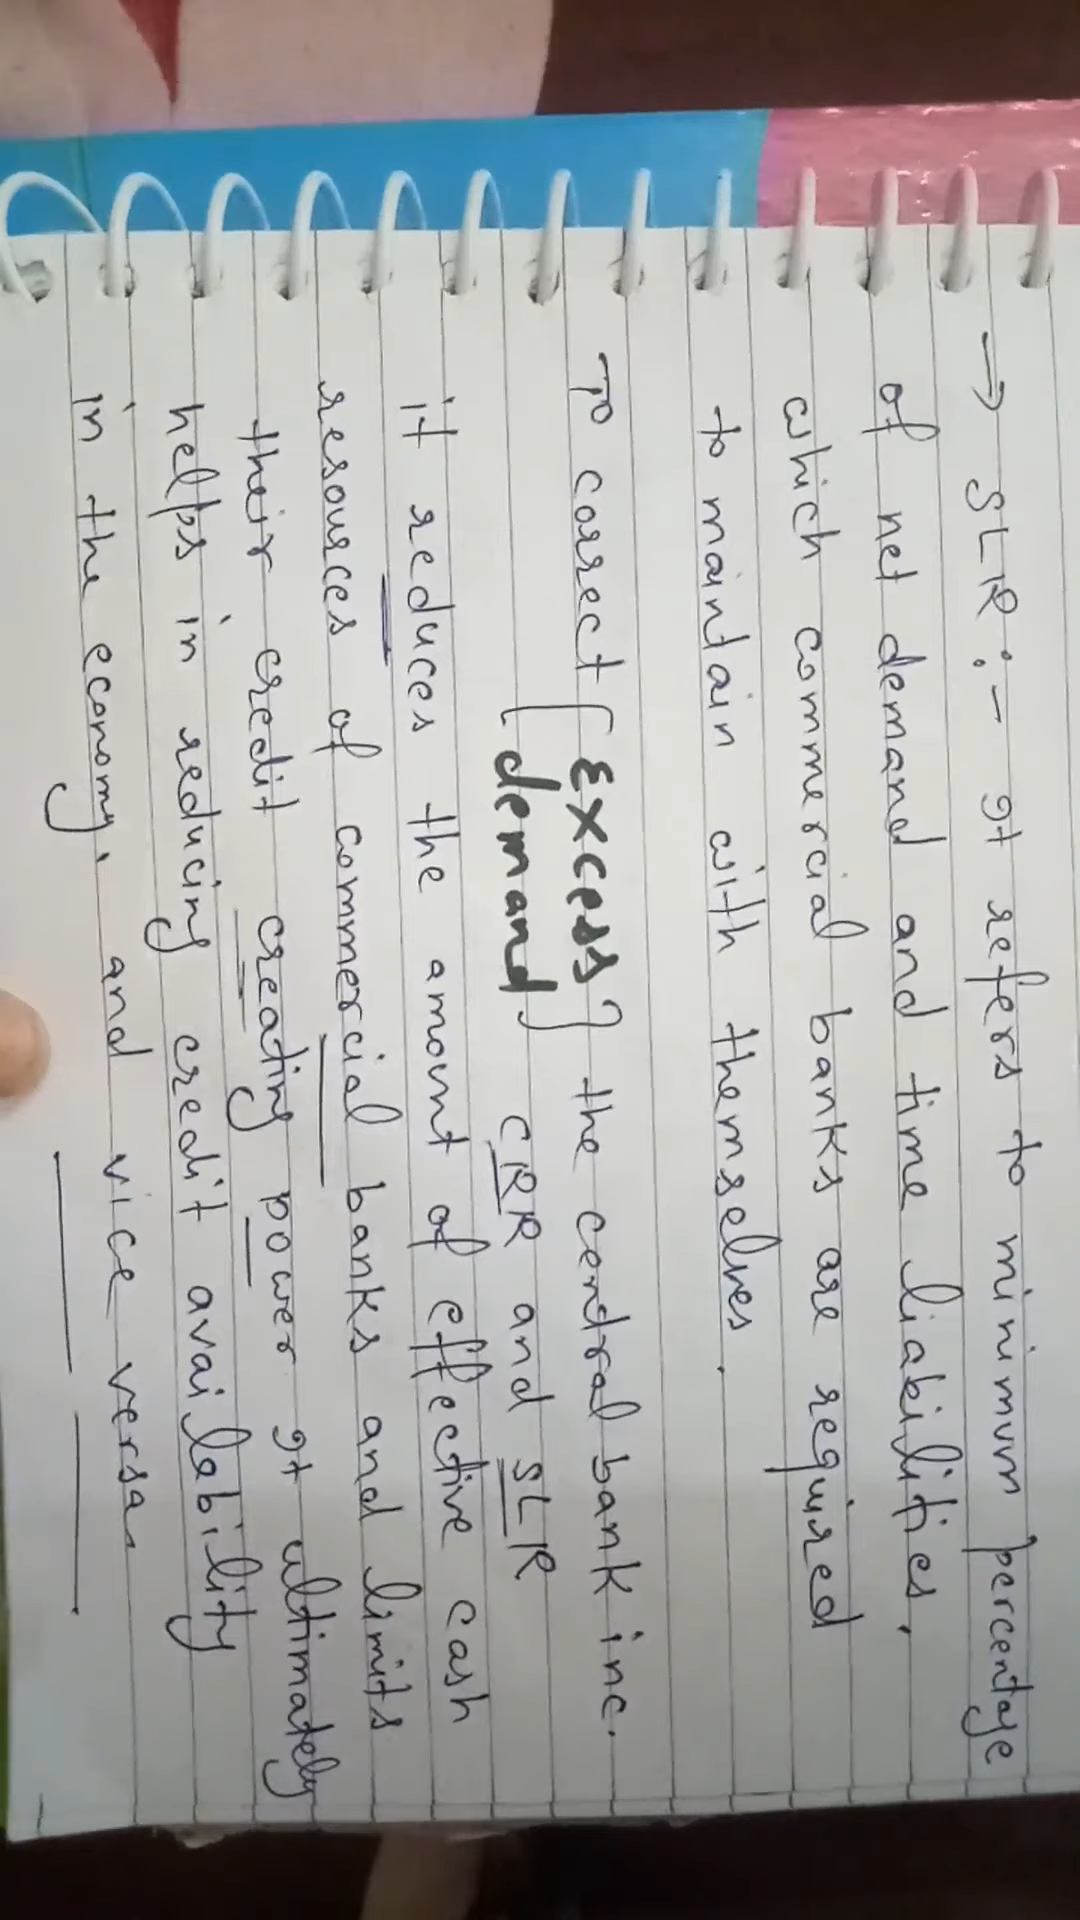 → SLR :- It refers to minimum percentage
of net demand and time liabilities.
which commercial banks are required
to maintain with themselves.
To correct [Excess] the central bank inc.
[demand] CRR and SLR
it reduces the amount of effective cash
resources of commercial banks and limits
their credit creating power It ultimately
helps in reducing credit availability
in the economy. and vice versa